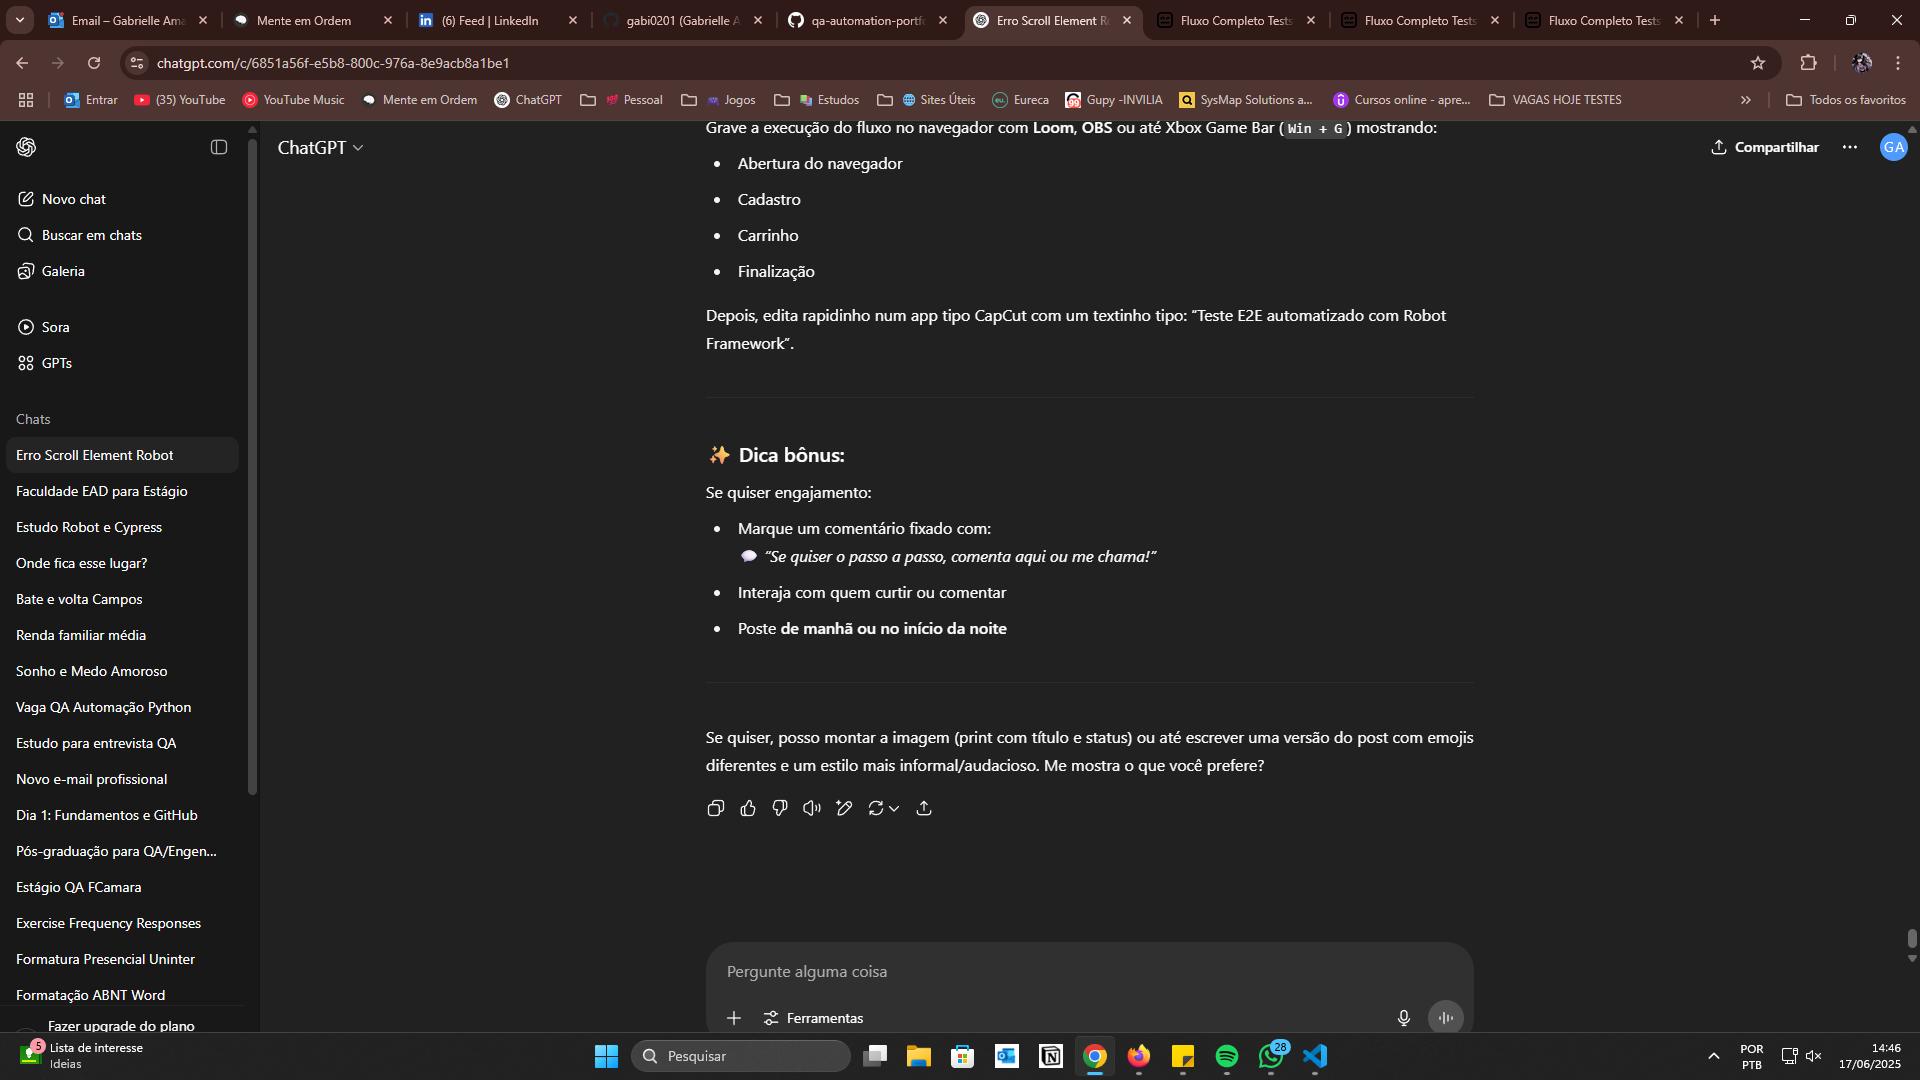 Email – Gabrielle Ama
Mente em Ordem
(6) Feed | LinkedIn
gabi0201 (Gabrielle A
qa-automation-portfo
Erro Scroll Element Ro
Fluxo Completo Tests
Fluxo Completo Tests
Fluxo Completo Tests
chatgpt.com/c/6851a56f-e5b8-800c-976a-8e9acb8a1be1
Entrar
(35) YouTube
YouTube Music
Mente em Ordem
ChatGPT
Pessoal
Jogos
Estudos
Sites Úteis
Eureca
Gupy -INVILIA
SysMap Solutions a...
Cursos online - apre...
VAGAS HOJE TESTES
Todos os favoritos
ChatGPT
Compartilhar
GA
Novo chat
Buscar em chats
Galeria
Sora
GPTs
Chats
Erro Scroll Element Robot
Faculdade EAD para Estágio
Estudo Robot e Cypress
Onde fica esse lugar?
Bate e volta Campos
Renda familiar média
Sonho e Medo Amoroso
Vaga QA Automação Python
Estudo para entrevista QA
Novo e-mail profissional
Dia 1: Fundamentos e GitHub
Pós-graduação para QA/Engen...
Estágio QA FCamara
Exercise Frequency Responses
Formatura Presencial Uninter
Formatação ABNT Word
Fazer upgrade do plano
Grave a execução do fluxo no navegador com Loom, OBS ou até Xbox Game Bar (Win + G) mostrando:
• Abertura do navegador
• Cadastro
• Carrinho
• Finalização
Depois, edita rapidinho num app tipo CapCut com um textinho tipo: “Teste E2E automatizado com Robot
Framework”.
✨ Dica bônus:
Se quiser engajamento:
• Marque um comentário fixado com:
💬 “Se quiser o passo a passo, comenta aqui ou me chama!”
• Interaja com quem curtir ou comentar
• Poste de manhã ou no início da noite
Se quiser, posso montar a imagem (print com título e status) ou até escrever uma versão do post com emojis
diferentes e um estilo mais informal/audacioso. Me mostra o que você prefere?
Pergunte alguma coisa
Ferramentas
5
Lista de interesse
Ideias
Pesquisar
28
POR
PTB
14:46
17/06/2025